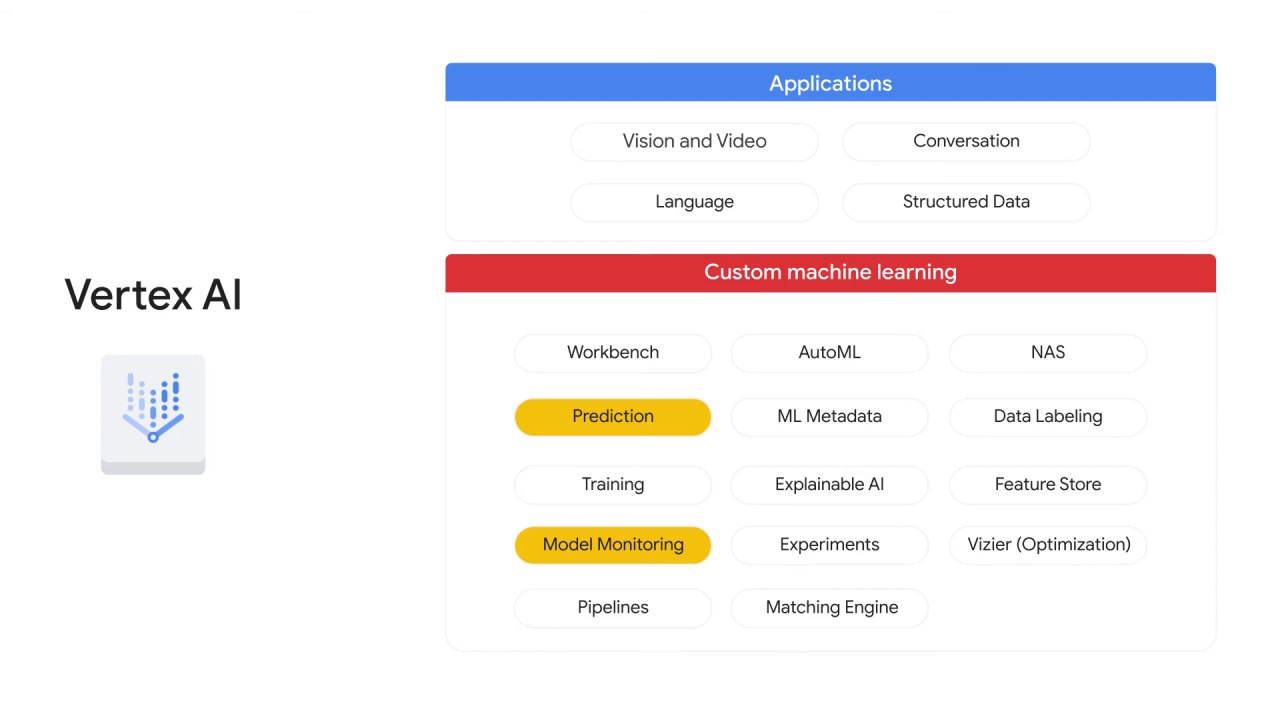 Applications
Vision and Video
Conversation
Language
Structured Data
Vertex AI
Custom machine learning
Workbench
AutoML
NAS
Prediction
ML Metadata
Data Labeling
Training
Explainable AI
Feature Store
Model Monitoring
Experiments
Vizier (Optimization)
Pipelines
Matching Engine